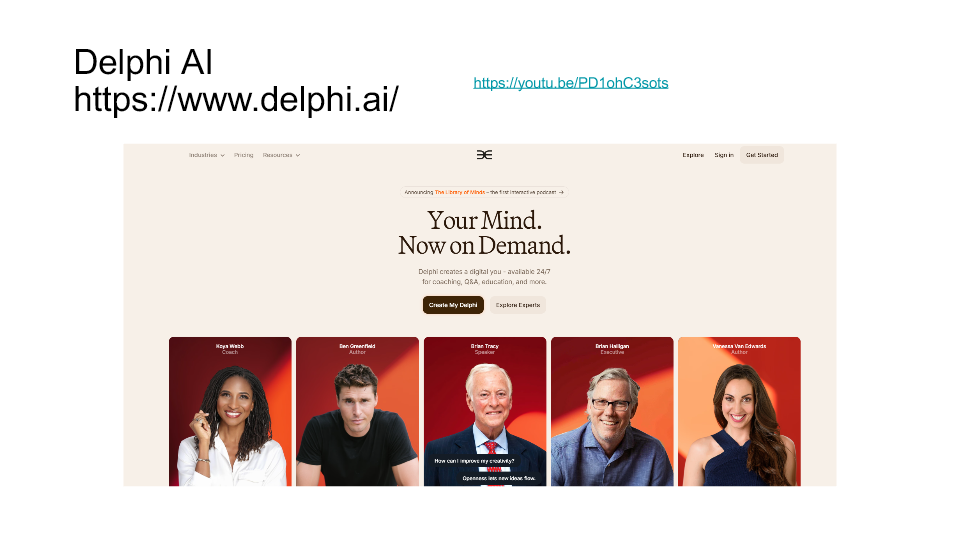 Delphi AI
https://www.delphi.ai/
https://youtu.be/PD1ohC3sots
Industries Pricing Resources
Explore Sign in Get Started
Announcing The Library of Minds – the first interactive podcast →
Your Mind.
Now on Demand.
Delphi creates a digital you - available 24/7
for coaching, Q&A, education, and more.
Create My Delphi Explore Experts
Koya Webb
Coach
Ben Greenfield
Author
Brian Tracy
Speaker
Brian Halligan
Executive
Vanessa Van Edwards
Author
How can I improve my creativity?
Openness lets new ideas flow.